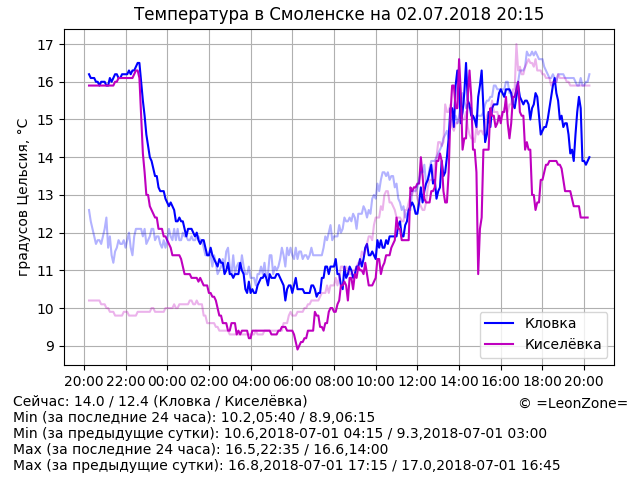 Температура в Смоленске на 02.07.2018 20:15
градусов Цельсия, °C
17
16
15
14
13
12
11
10
9
20:00 22:00 00:00 02:00 04:00 06:00 08:00 10:00 12:00 14:00 16:00 18:00 20:00
Кловка
Киселёвка
Сейчас: 14.0 / 12.4 (Кловка / Киселёвка)
© =LeonZone=
Min (за последние 24 часа): 10.2,05:40 / 8.9,06:15
Min (за предыдущие сутки): 10.6,2018-07-01 04:15 / 9.3,2018-07-01 03:00
Max (за последние 24 часа): 16.5,22:35 / 16.6,14:00
Max (за предыдущие сутки): 16.8,2018-07-01 17:15 / 17.0,2018-07-01 16:45